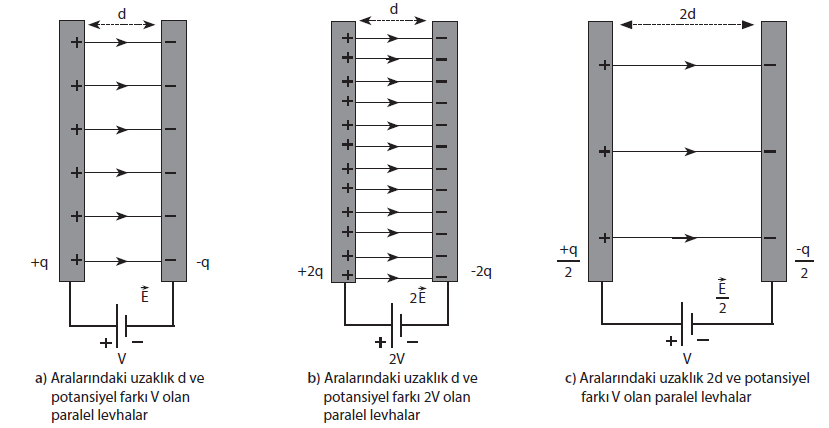 d
+ −
+ −
+ −
+ −
+ −
+ −
+q -q
E⃗
+ −
V
a) Aralarındaki uzaklık d ve
potansiyel farkı V olan
paralel levhalar
d
+ −
+ −
+ −
+ −
+ −
+ −
+ −
+ −
+ −
+ −
+ −
+ −
+2q -2q
2E⃗
+ −
2V
b) Aralarındaki uzaklık d ve
potansiyel farkı 2V olan
paralel levhalar
2d
+ −
+ −
+ −
+q -q
2 2
E⃗
2
+ −
V
c) Aralarındaki uzaklık 2d ve potansiyel
farkı V olan paralel levhalar